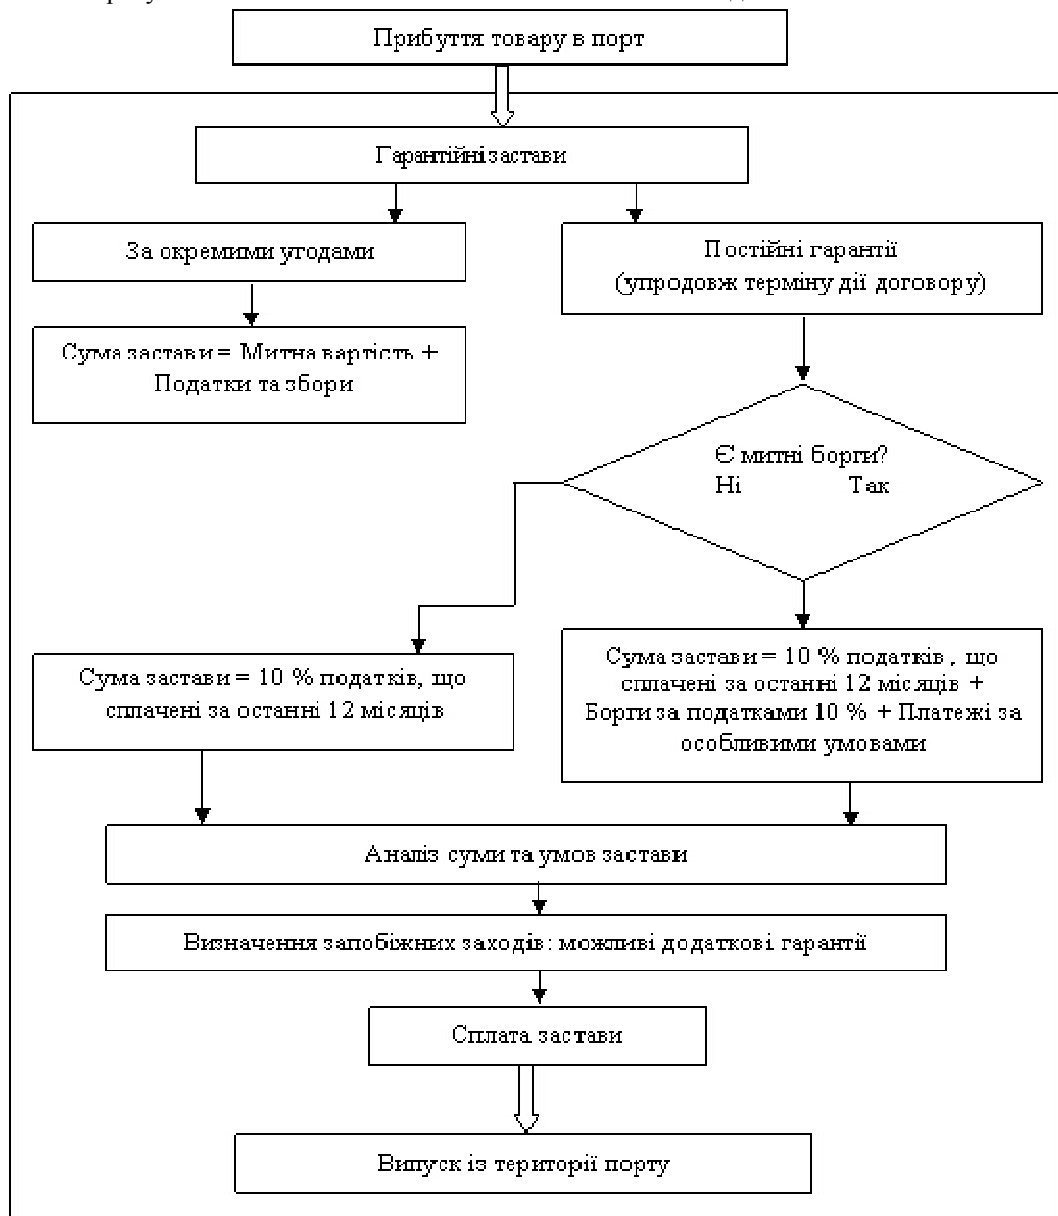 Прибуття товару в порт
Гарантійні застави
За окремими угодами
Постійні гарантії
(упродовж терміну дії договору)
Сума застави = Митна вартість +
Податки та збори
Є митні борги?
Ні Так
Сума застави = 10 % податків, що
сплачені за останні 12 місяців
Сума застави = 10 % податків , що
сплачені за останні 12 місяців +
Борги за податками 10 % + Платежі за
особливими умовами
Аналіз суми та умов застави
Визначення запобіжних заходів: можливі додаткові гарантії
Сплата застави
Випуск із території порту